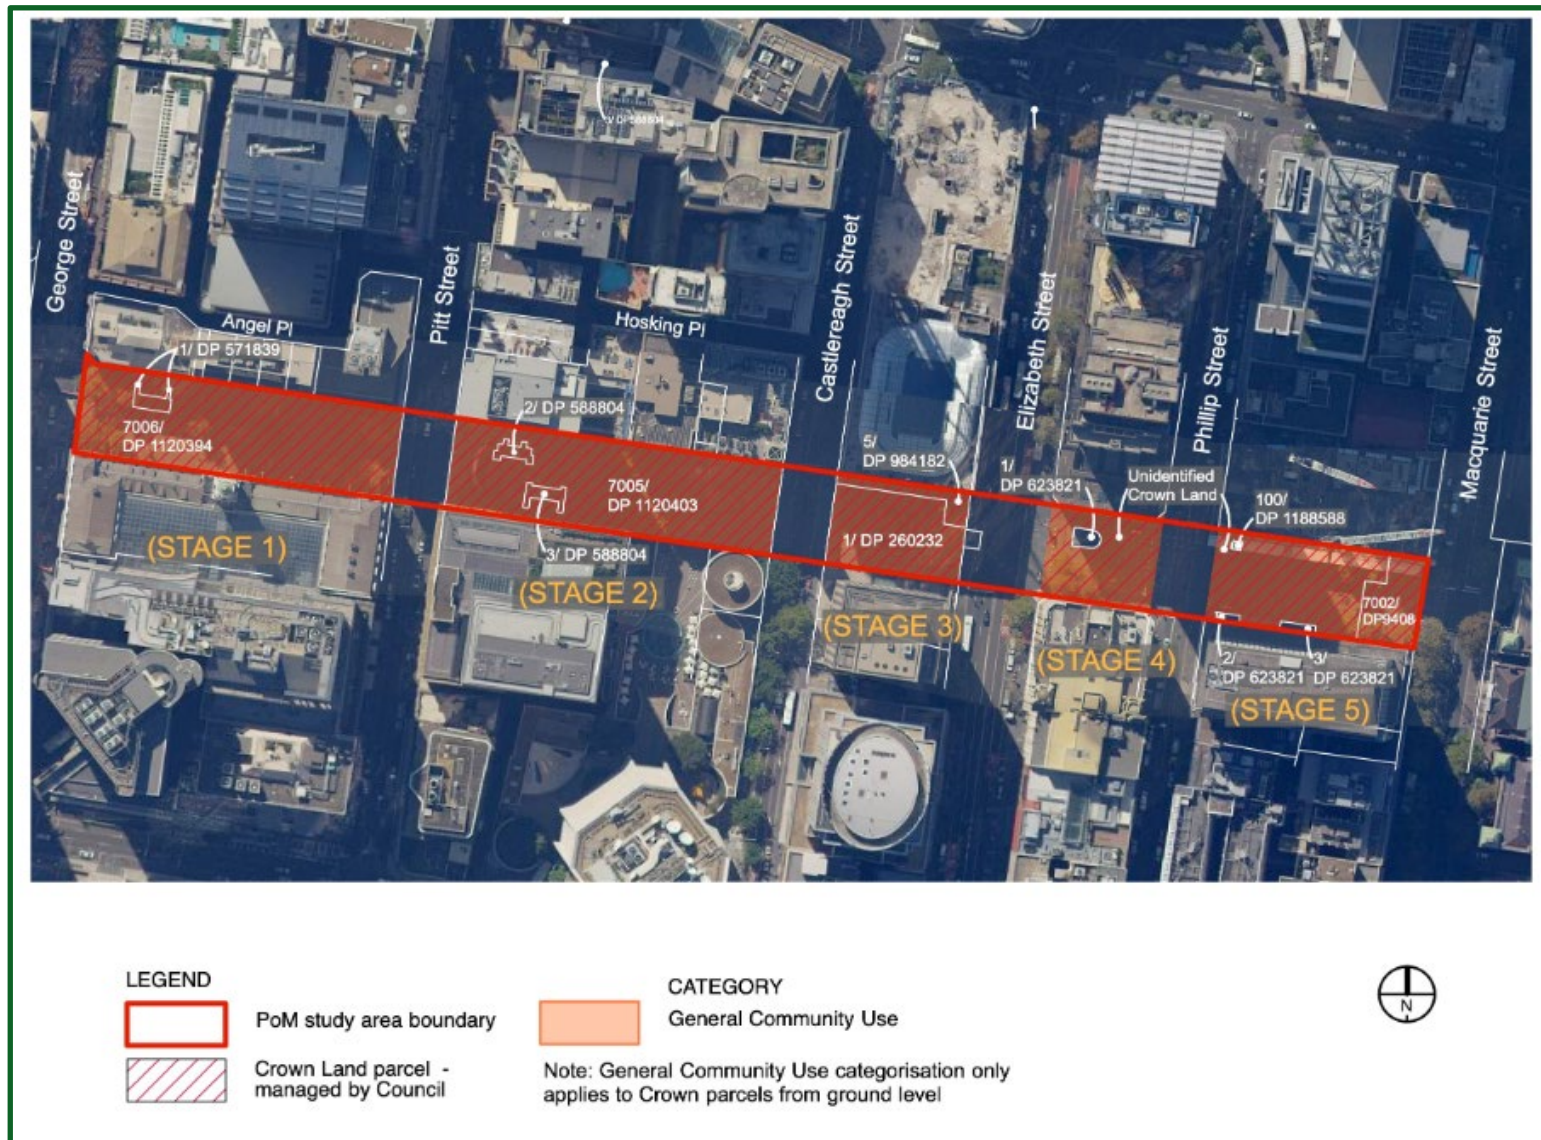 1/ DP588804
George Street
Angel Pl
1/ DP 571839
Pitt Street
Hosking Pl
Castlereagh Street
Elizabeth Street
Phillip Street
Macquarie Street
7006/
DP 1120394
2/ DP 588804
7005/
DP 1120403
3/ DP 588804
5/
DP 984182
1/ DP 260232
1/
DP 623821
Unidentified
Crown Land
100/
DP 1188588
7002/
DP9408
2/
DP 623821
3/
DP 623821
(STAGE 1)
(STAGE 2)
(STAGE 3)
(STAGE 4)
(STAGE 5)
LEGEND
PoM study area boundary
Crown Land parcel -
managed by Council
CATEGORY
General Community Use
Note: General Community Use categorisation only
applies to Crown parcels from ground level
N